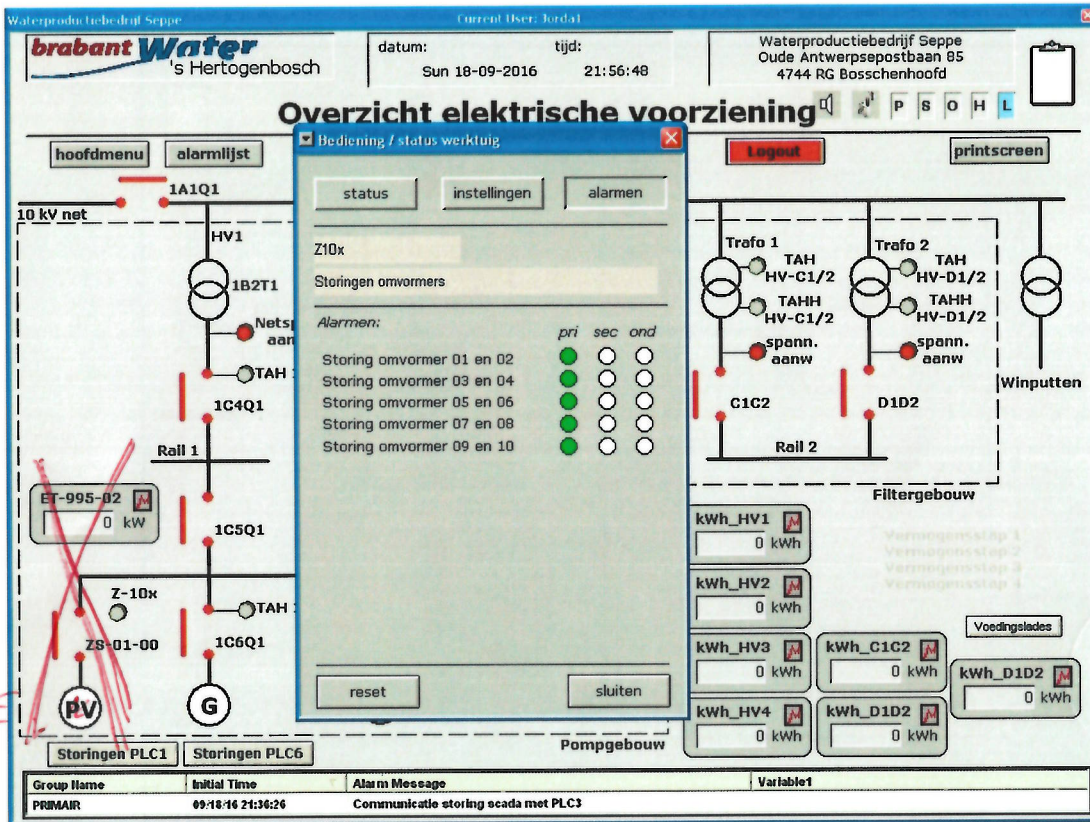 Waterproductiebedrijf Seppe
Current User: Jorda1
brabant Water
's Hertogenbosch
datum: tijd:
Sun 18-09-2016 21:56:48
Waterproductiebedrijf Seppe
Oude Antwerpsepostbaan 85
4744 RG Bosschenhoofd
Overzicht elektrische voorziening
P S O H L
hoofdmenu
alarmlijst
Logout
printscreen
Bediening / status werktuig
status
instellingen
alarmen
Z10x
Storingen omvormers
Alarmen:
pri sec ond
Storing omvormer 01 en 02
Storing omvormer 03 en 04
Storing omvormer 05 en 06
Storing omvormer 07 en 08
Storing omvormer 09 en 10
reset
sluiten
1A1Q1
10 kV net
HV1
1B2T1
Netsp
aan
TAH 1
1C4Q1
Rail 1
ET-995-02
0 kW
1C5Q1
Z-10x
TAH 1
ZS-01-00
1C6Q1
PV
G
Storingen PLC1
Storingen PLC6
Pompgebouw
Trafo 1
TAH
HV-C1/2
TAHH
HV-C1/2
spann.
aanw
C1C2
Trafo 2
TAH
HV-D1/2
TAHH
HV-D1/2
spann.
aanw
D1D2
Rail 2
Winputten
Filtergebouw
kWh_HV1
0 kWh
kWh_HV2
0 kWh
kWh_HV3
0 kWh
kWh_HV4
0 kWh
kWh_C1C2
0 kWh
kWh_D1D2
0 kWh
Vermogensstap 1
Vermogensstap 2
Vermogensstap 3
Vermogensstap 4
Voedingslades
kWh_D1D2
0 kWh
Group Name Initial Time Alarm Message Variable1
PRIMAIR 09/18/16 21:36:26 Communicatie storing scada met PLC3